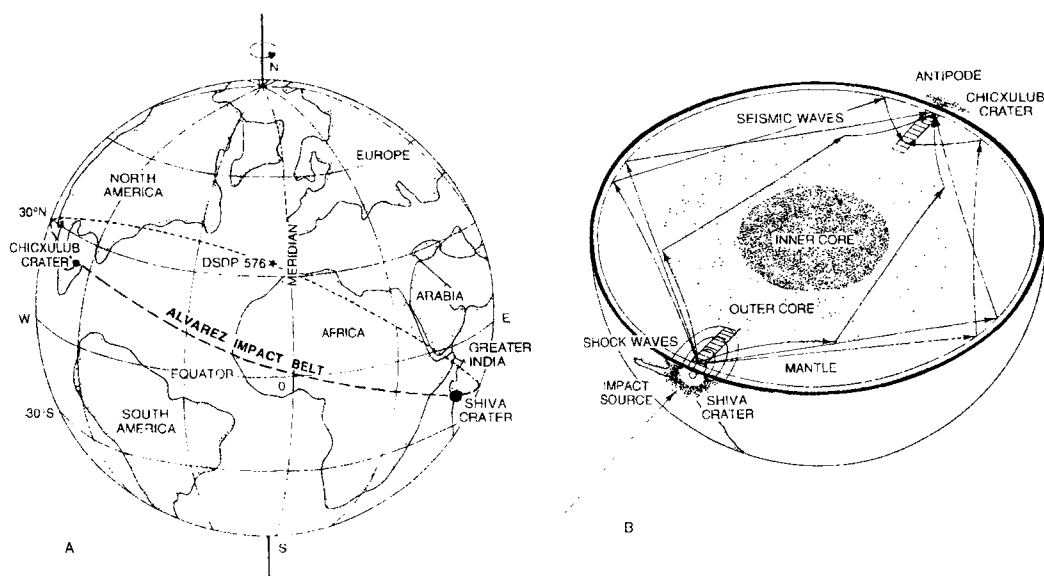 N
EUROPE
NORTH
AMERICA
30°N
CHICXULUB
CRATER
DSDP 576
MERIDIAN
ARABIA
W
E
ALVAREZ IMPACT BELT
AFRICA
GREATER
INDIA
EQUATOR
O
SHIVA
CRATER
30°S
SOUTH
AMERICA
S
A
ANTIPODE
CHICXULUB
CRATER
SEISMIC WAVES
INNER CORE
OUTER CORE
SHOCK WAVES
MANTLE
IMPACT
SOURCE
SHIVA
CRATER
B